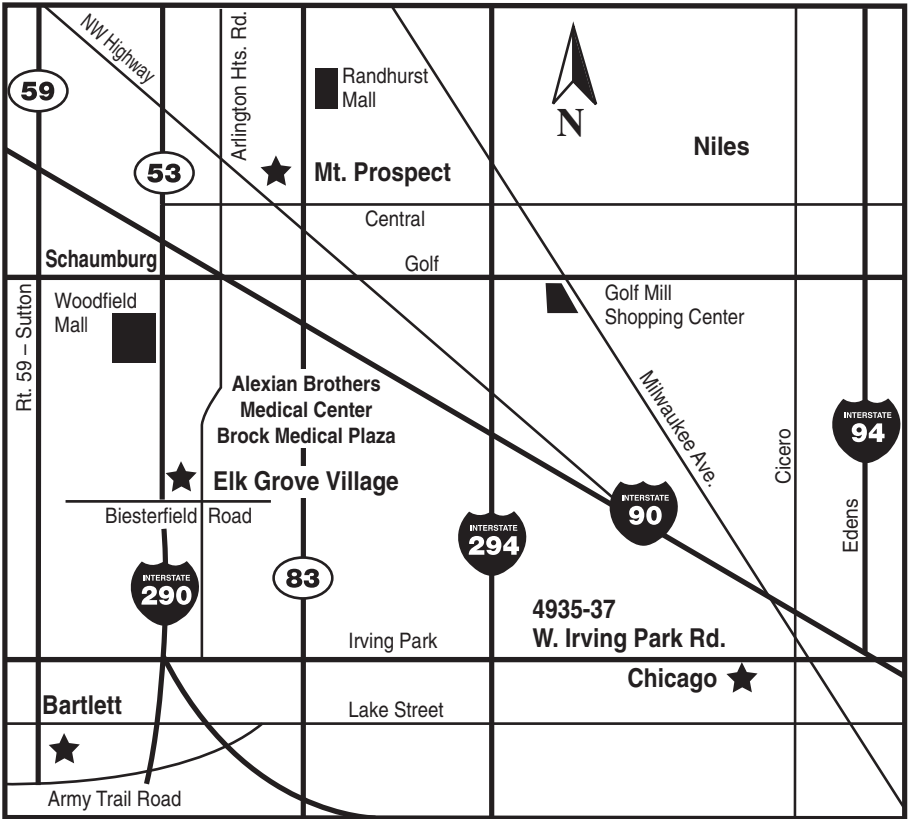 NW Highway
Arlington Hts. Rd.
59
Randhurst
Mall
N
Niles
53
Mt. Prospect
Central
Schaumburg
Golf
Rt. 59 – Sutton
Woodfield
Mall
Golf Mill
Shopping Center
Alexian Brothers
Medical Center
Brock Medical Plaza
Milwaukee Ave.
Cicero
INTERSTATE
94
Elk Grove Village
Biesterfield Road
INTERSTATE
90
Edens
INTERSTATE
294
INTERSTATE
290
83
4935-37
W. Irving Park Rd.
Irving Park
Chicago
Bartlett
Lake Street
Army Trail Road